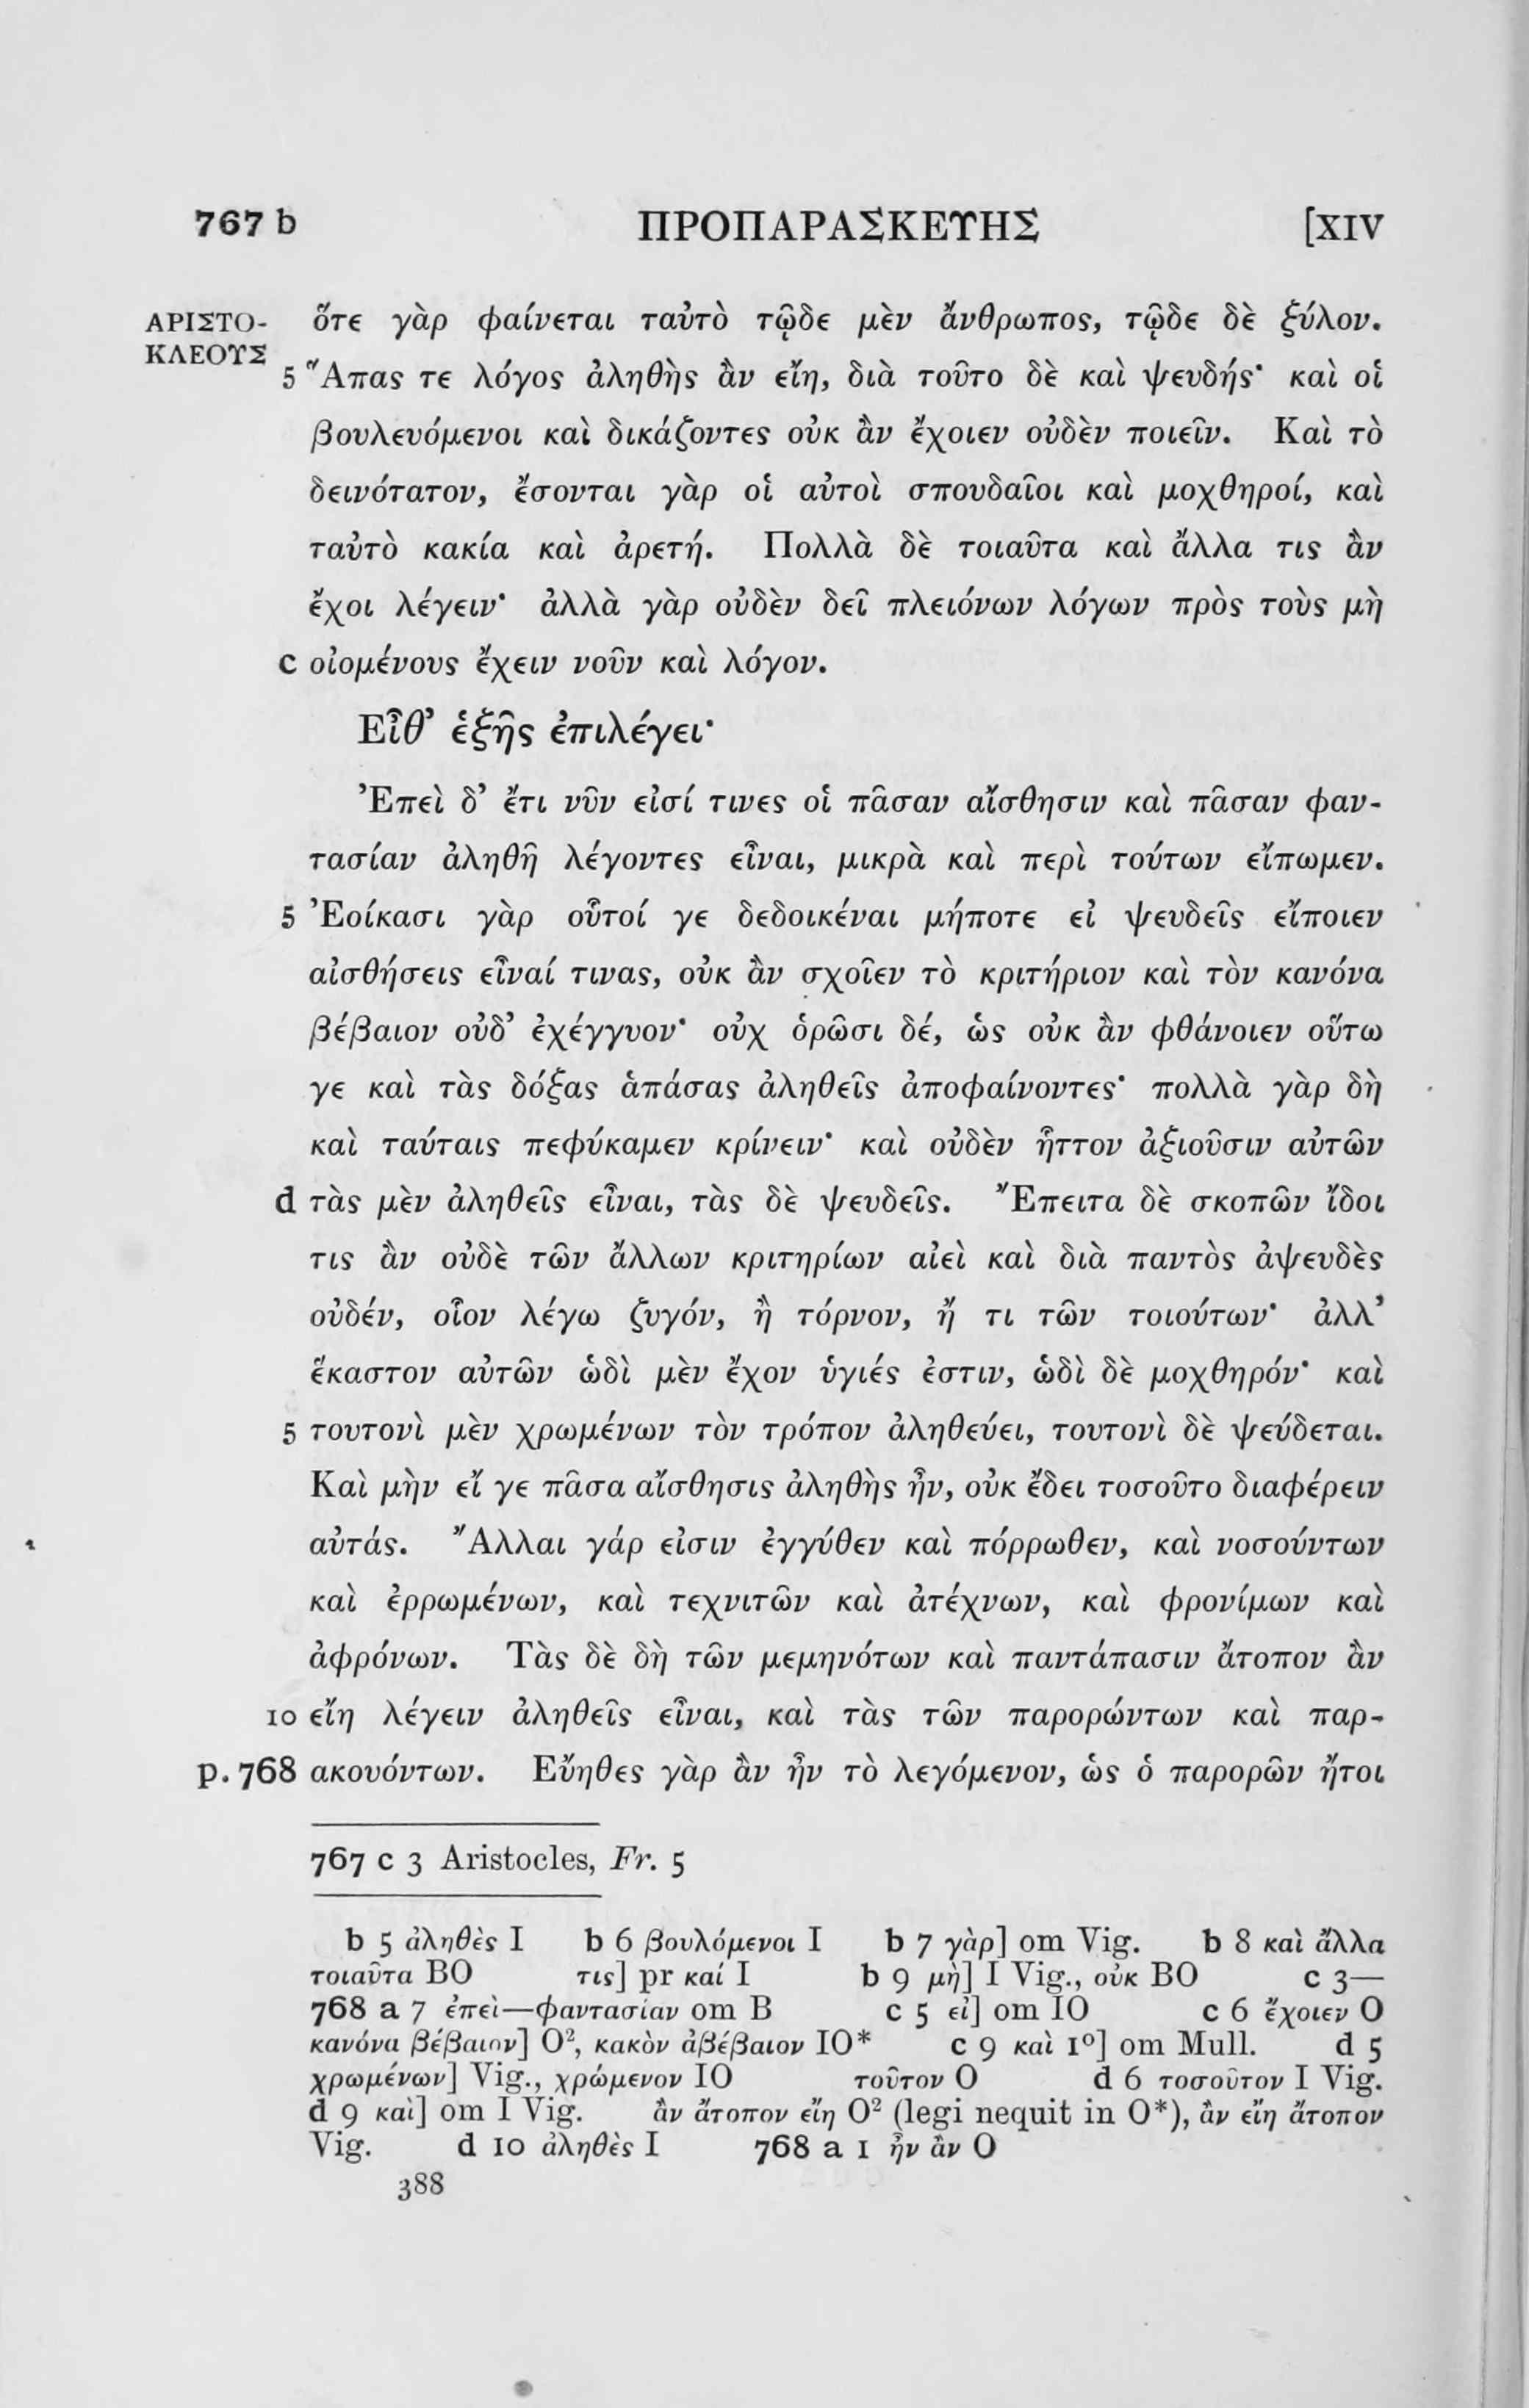 767 b ΠΡΟΠΑΡΑΣΚΕΥΗΣ [XIV
ΑΡΙΣΤΟ- ὅτε γὰρ φαίνεται ταὐτὸ τῷδε μὲν ἄνθρωπος, τῷδε δὲ ξύλον.
ΚΛΕΟΥΣ
5 Ἅπας τε λόγος ἀληθὴς ἂν εἴη, διὰ τοῦτο δὲ καὶ ψευδής· καὶ οἱ
βουλευόμενοι καὶ δικάζοντες οὐκ ἂν ἔχοιεν οὐδὲν ποιεῖν. Καὶ τὸ
δεινότατον, ἔσονται γὰρ οἱ αὐτοὶ σπουδαῖοι καὶ μοχθηροί, καὶ
ταὐτὸ κακία καὶ ἀρετή. Πολλὰ δὲ τοιαῦτα καὶ ἄλλα τις ἂν
ἔχοι λέγειν· ἀλλὰ γὰρ οὐδὲν δεῖ πλειόνων λόγων πρὸς τοὺς μὴ
c οἰομένους ἔχειν νοῦν καὶ λόγον.
Εἶθ’ ἑξῆς ἐπιλέγει·
Ἐπεὶ δ’ ἔτι νῦν εἰσί τινες οἱ πᾶσαν αἴσθησιν καὶ πᾶσαν φαν-
τασίαν ἀληθῆ λέγοντες εἶναι, μικρὰ καὶ περὶ τούτων εἴπωμεν.
5 Ἐοίκασι γὰρ οὗτοί γε δεδοικέναι μήποτε εἰ ψευδεῖς εἴποιεν
αἰσθήσεις εἶναί τινας, οὐκ ἂν σχοῖεν τὸ κριτήριον καὶ τὸν κανόνα
βέβαιον οὐδ’ ἐχέγγυον· οὐχ ὁρῶσι δέ, ὡς οὐκ ἂν φθάνοιεν οὕτω
γε καὶ τὰς δόξας ἁπάσας ἀληθεῖς ἀποφαίνοντες· πολλὰ γὰρ δὴ
καὶ ταύταις πεφύκαμεν κρίνειν· καὶ οὐδὲν ἧττον ἀξιοῦσιν αὐτῶν
d τὰς μὲν ἀληθεῖς εἶναι, τὰς δὲ ψευδεῖς. Ἔπειτα δὲ σκοπῶν ἴδοι
τις ἂν οὐδὲ τῶν ἄλλων κριτηρίων αἰεὶ καὶ διὰ παντὸς ἀψευδὲς
οὐδέν, οἷον λέγω ζυγόν, ἢ τόρνον, ἤ τι τῶν τοιούτων· ἀλλ’
ἕκαστον αὐτῶν ὡδὶ μὲν ἔχον ὑγιές ἐστιν, ὡδὶ δὲ μοχθηρόν· καὶ
5 τουτονὶ μὲν χρωμένων τὸν τρόπον ἀληθεύει, τουτονὶ δὲ ψεύδεται.
Καὶ μὴν εἴ γε πᾶσα αἴσθησις ἀληθὴς ἦν, οὐκ ἔδει τοσοῦτο διαφέρειν
αὐτάς. Ἄλλαι γάρ εἰσιν ἐγγύθεν καὶ πόρρωθεν, καὶ νοσούντων
καὶ ἐρρωμένων, καὶ τεχνιτῶν καὶ ἀτέχνων, καὶ φρονίμων καὶ
ἀφρόνων. Τὰς δὲ δὴ τῶν μεμηνότων καὶ παντάπασιν ἄτοπον ἂν
10 εἴη λέγειν ἀληθεῖς εἶναι, καὶ τὰς τῶν παρορώντων καὶ παρ-
p. 768 ακουόντων. Εὔηθες γὰρ ἂν ἦν τὸ λεγόμενον, ὡς ὁ παρορῶν ἤτοι
767 c 3 Aristocles, Fr. 5
b 5 ἀληθὲς I b 6 βουλόμενοι I b 7 γὰρ] om Vig. b 8 καὶ ἄλλα
τοιαῦτα BO τις] pr καί I b 9 μὴ] I Vig., οὐκ BO c 3—
768 a 7 ἐπεὶ—φαντασίαν om B c 5 εἰ] om IO c 6 ἔχοιεν O
κανόνα βέβαιον] O², κακὸν ἀβέβαιον IO* c 9 καὶ 1⁰] om Mull. d 5
χρωμένων] Vig., χρώμενον IO τοῦτον O d 6 τοσοῦτον I Vig.
d 9 καὶ] om I Vig. ἂν ἄτοπον εἴη O² (legi nequit in O*), ἂν εἴη ἄτοπον
Vig. d 10 ἀληθὲς I 768 a 1 ἦν ἂν O
388